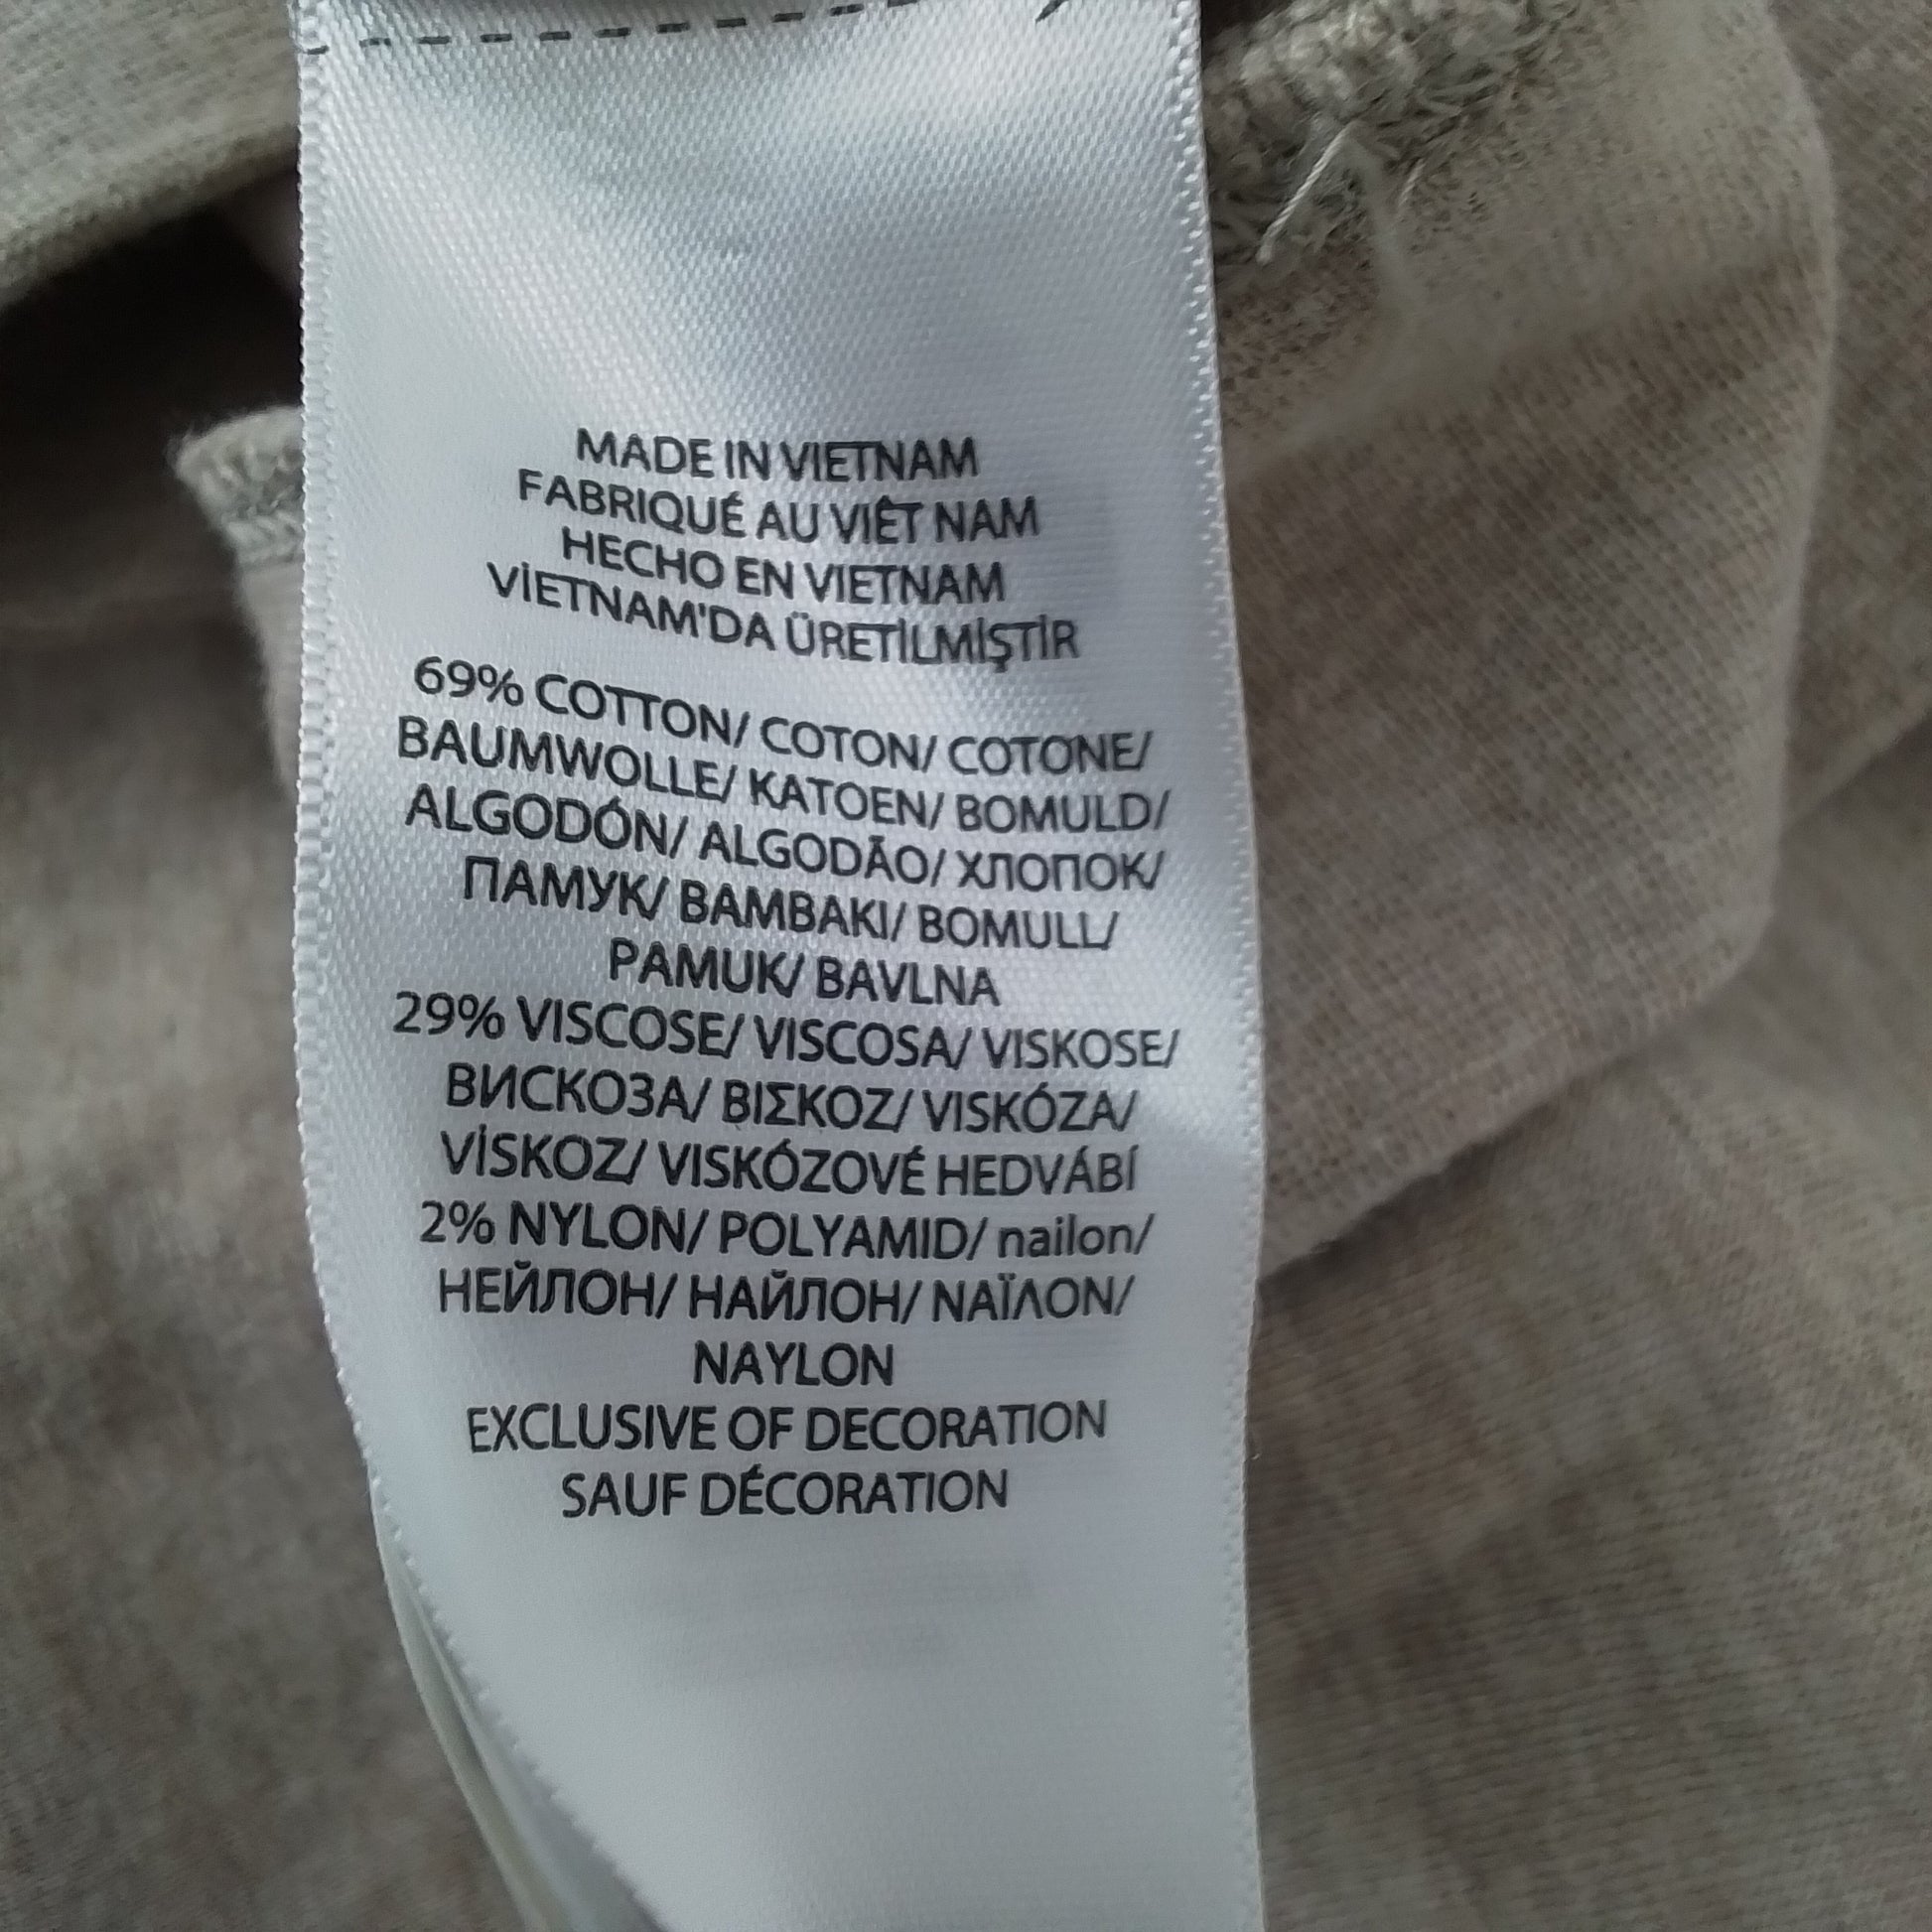 MADE IN VIETNAM
FABRIQUÉ AU VIÊT NAM
HECHO EN VIETNAM
VİETNAM'DA ÜRETİLMİŞTİR
69% COTTON/ COTON/ COTONE/
BAUMWOLLE/ KATOEN/ BOMULD/
ALGODÓN/ ALGODÃO/ ХЛОПОК/
ПАМУК/ ΒΑΜΒΑΚΙ/ BOMULL/
PAMUK/ BAVLNA
29% VISCOSE/ VISCOSA/ VISKOSE/
ВИСКОЗА/ ΒΙΣΚΟΖ/ VISKÓZA/
VİSKOZ/ VISKÓZOVÉ HEDVÁBÍ
2% NYLON/ POLYAMID/ nailon/
НЕЙЛОН/ НАЙЛОН/ ΝΑΪΛΟΝ/
NAYLON
EXCLUSIVE OF DECORATION
SAUF DÉCORATION